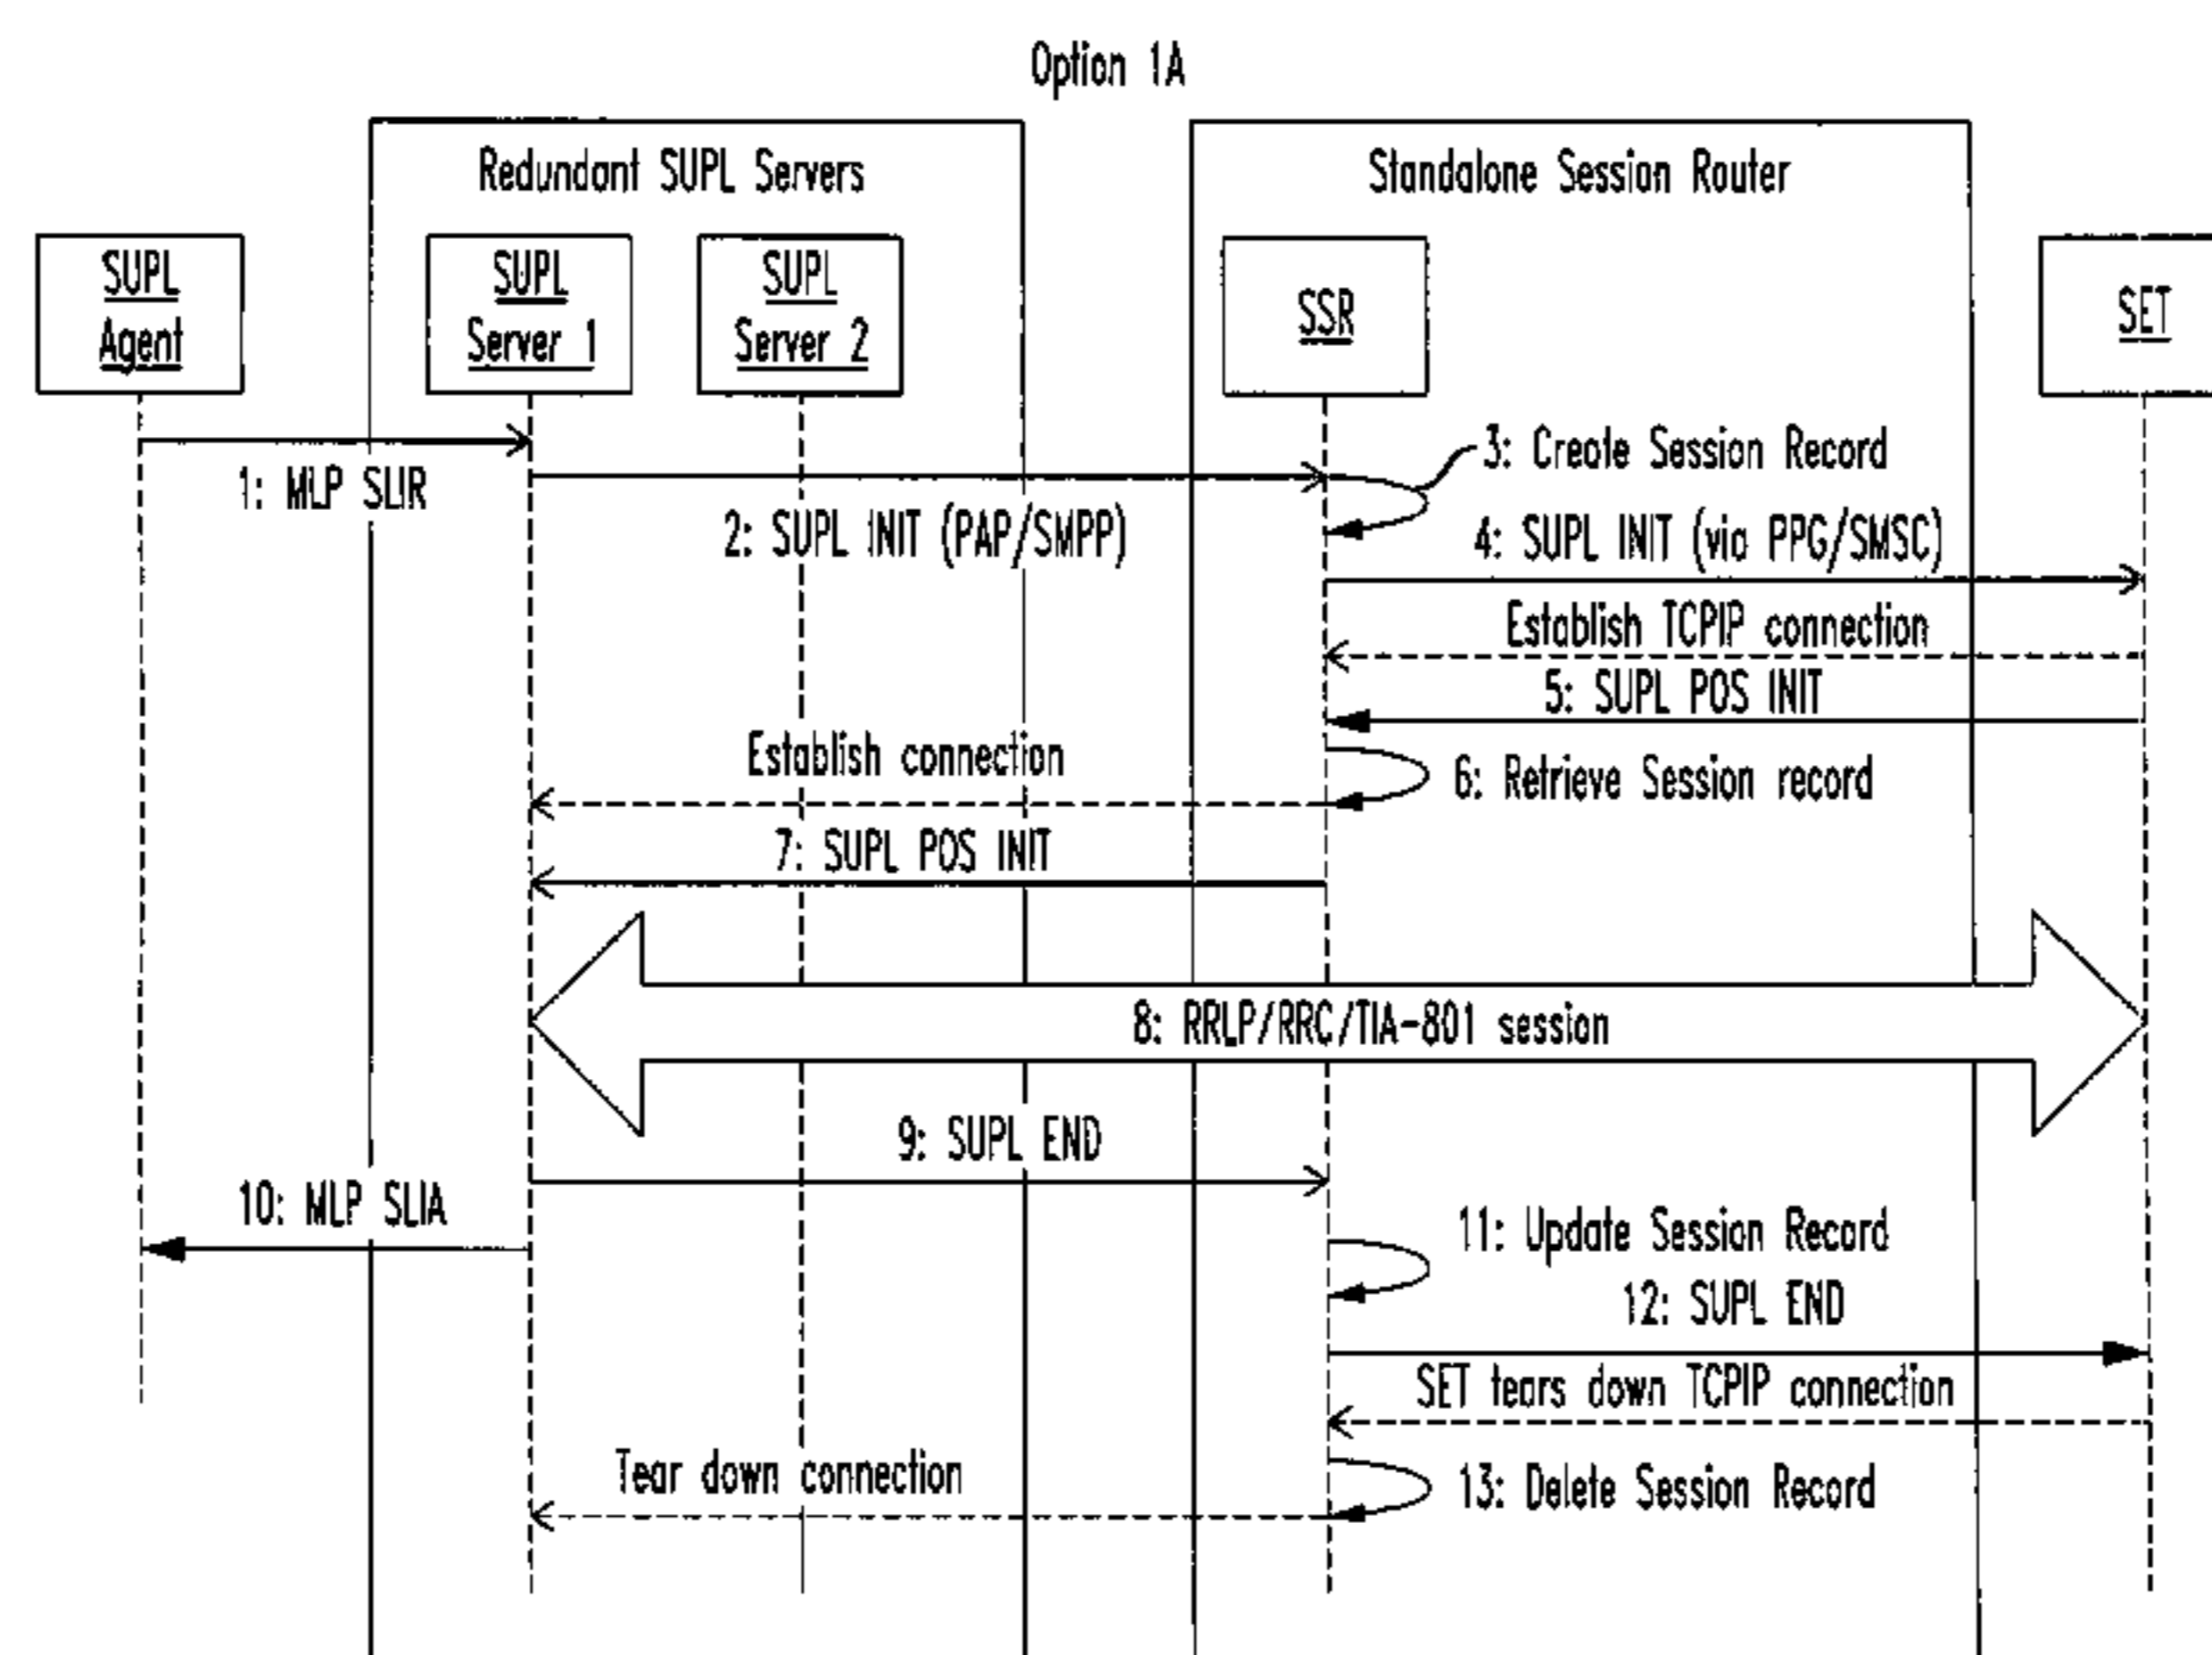 Option 1A
Redundant SUPL Servers
Standalone Session Router
SUPL
Agent
SUPL
Server 1
SUPL
Server 2
SSR
SET
1: MLP SLIR
2: SUPL INIT (PAP/SMPP)
3: Create Session Record
4: SUPL INIT (via PPG/SMSC)
Establish TCPIP connection
5: SUPL POS INIT
Establish connection
6: Retrieve Session record
7: SUPL POS INIT
8: RRLP/RRC/TIA-801 session
9: SUPL END
10: MLP SLIA
11: Update Session Record
12: SUPL END
SET tears down TCPIP connection
Tear down connection
13: Delete Session Record